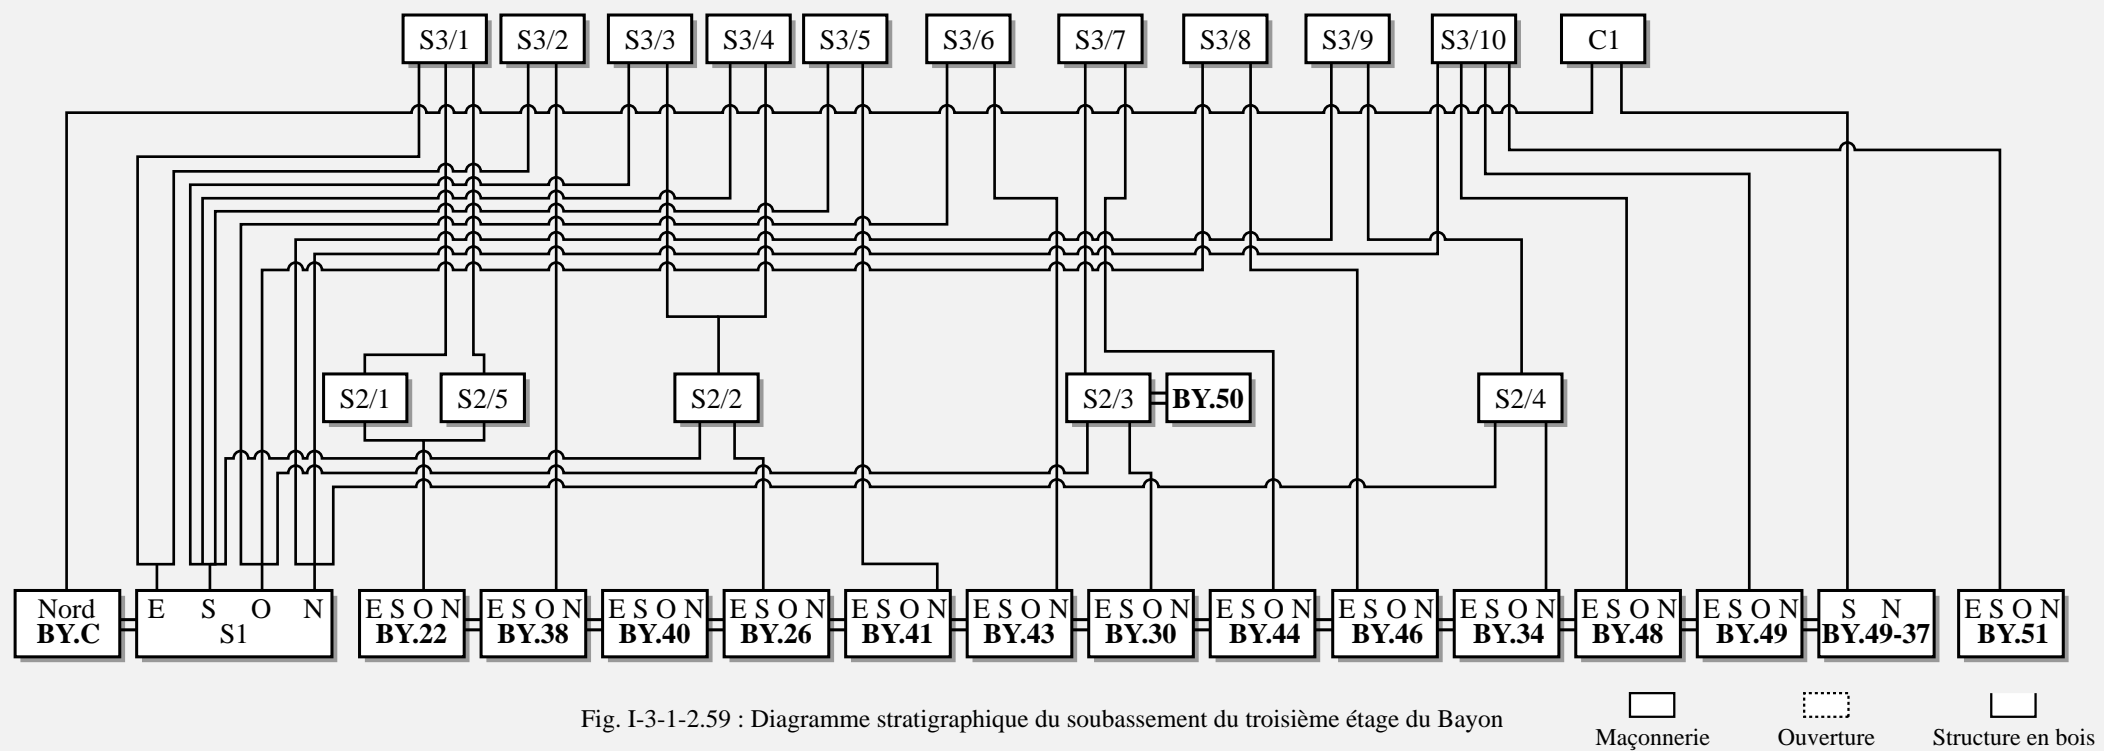 S3/1 S3/2 S3/3 S3/4 S3/5 S3/6 S3/7 S3/8 S3/9 S3/10 C1
S2/1 S2/5 S2/2 S2/3 BY.50 S2/4
Nord E S O N E S O N E S O N E S O N E S O N E S O N E S O N E S O N E S O N E S O N E S O N E S O N E S O N S N E S O N
BY.C S1 BY.22 BY.38 BY.40 BY.26 BY.41 BY.43 BY.30 BY.44 BY.46 BY.34 BY.48 BY.49 BY.49-37 BY.51
Fig. I-3-1-2.59 : Diagramme stratigraphique du soubassement du troisième étage du Bayon
Maçonnerie Ouverture Structure en bois